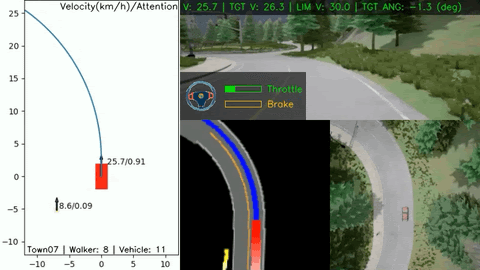 Velocity(km/h)/Attention
25
20
15
10
5
0
−5
−10
25.7/0.91
8.6/0.09
Town07 | Walker: 8 | Vehicle: 11
−10 −5 0 5 10
V: 25.7 | TGT V: 26.3 | LIM V: 30.0 | TGT ANG: −1.3 (deg)
Throttle
Brake